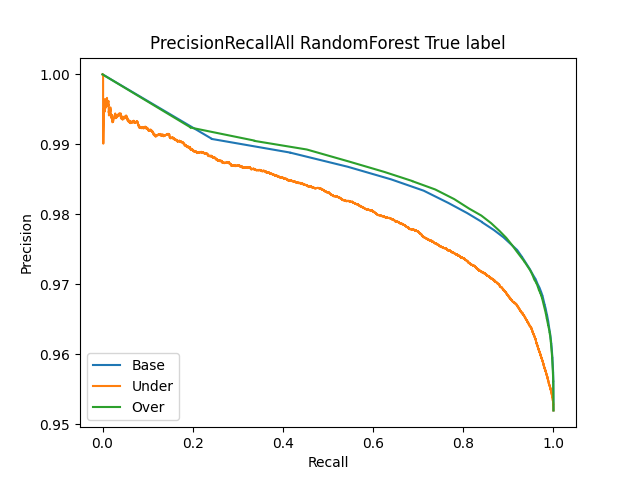 PrecisionRecallAll RandomForest True label
1.00
0.99
0.98
0.97
0.96
0.95
Precision
Base
Under
Over
0.0 0.2 0.4 0.6 0.8 1.0
Recall